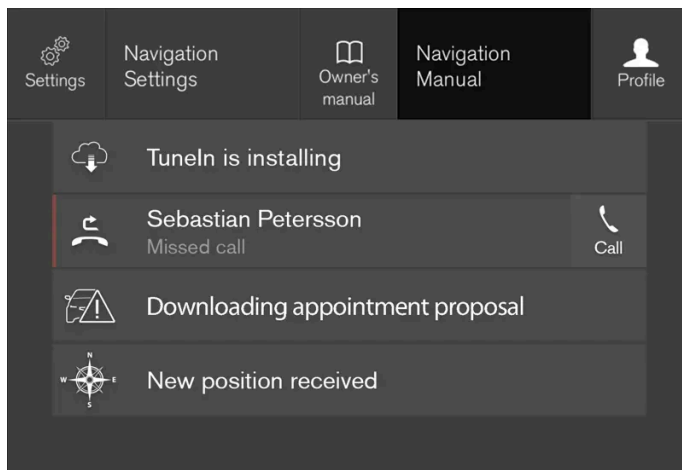 Settings
Navigation
Settings
Owner's
manual
Navigation
Manual
Profile
TuneIn is installing
Sebastian Petersson
Missed call
Call
Downloading appointment proposal
N
W
E
S
New position received